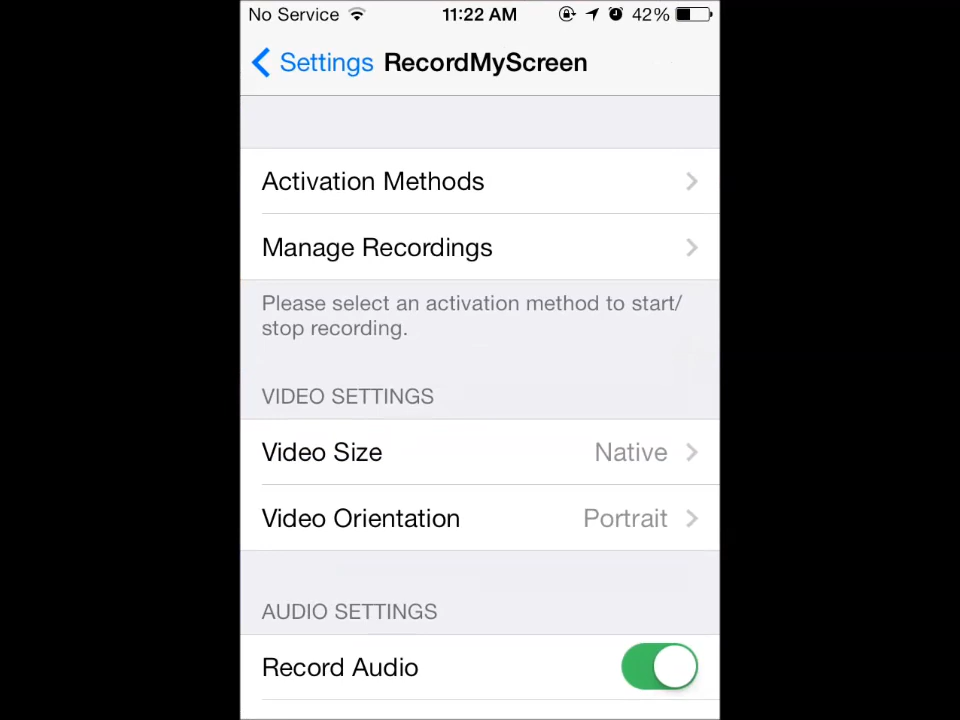 No Service 11:22 AM 42%
Settings RecordMyScreen
Activation Methods
Manage Recordings
Please select an activation method to start/
stop recording.
VIDEO SETTINGS
Video Size Native
Video Orientation Portrait
AUDIO SETTINGS
Record Audio